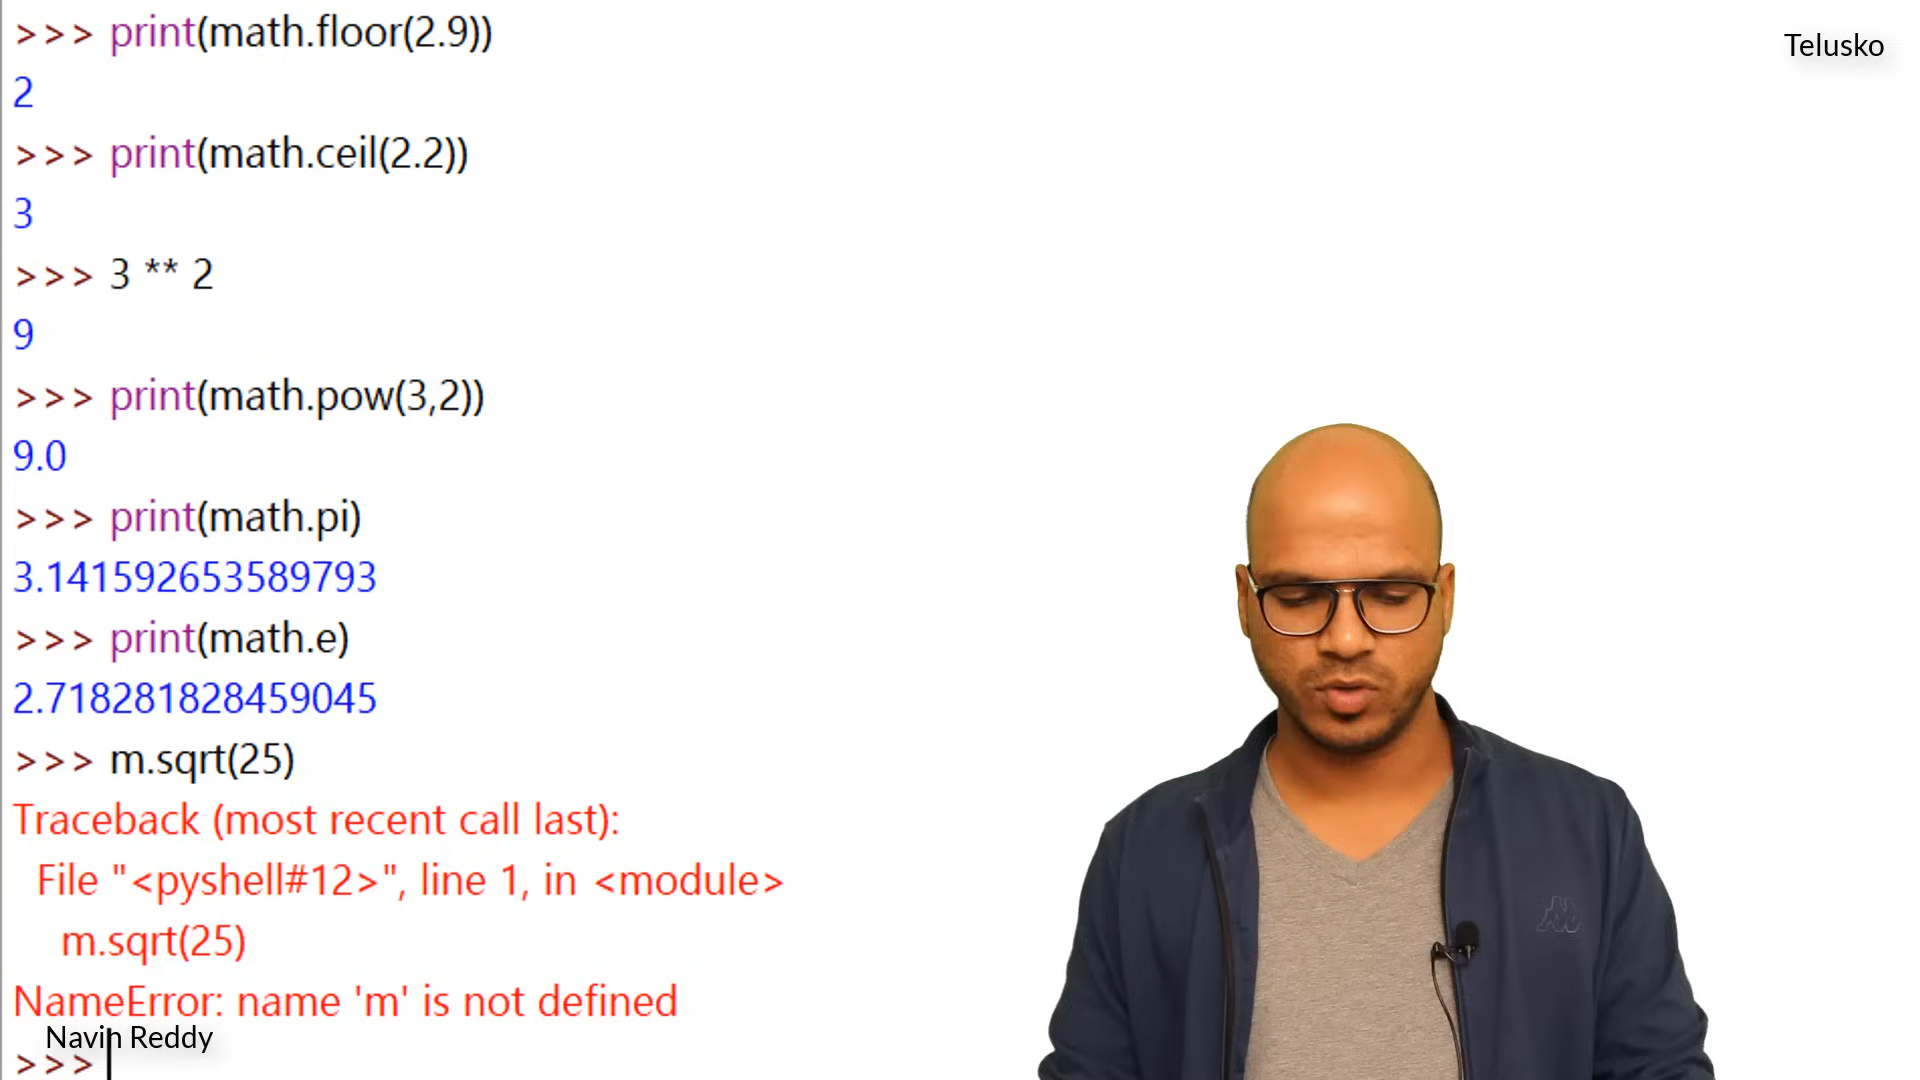 >>> print(math.floor(2.9))
Telusko
2
>>> print(math.ceil(2.2))
3
>>> 3 ** 2
9
>>> print(math.pow(3,2))
9.0
>>> print(math.pi)
3.141592653589793
>>> print(math.e)
2.718281828459045
>>> m.sqrt(25)
Traceback (most recent call last):
  File "<pyshell#12>", line 1, in <module>
    m.sqrt(25)
NameError: name 'm' is not defined
Navin Reddy
>>>